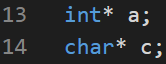 13 int* a;
14 char* c;